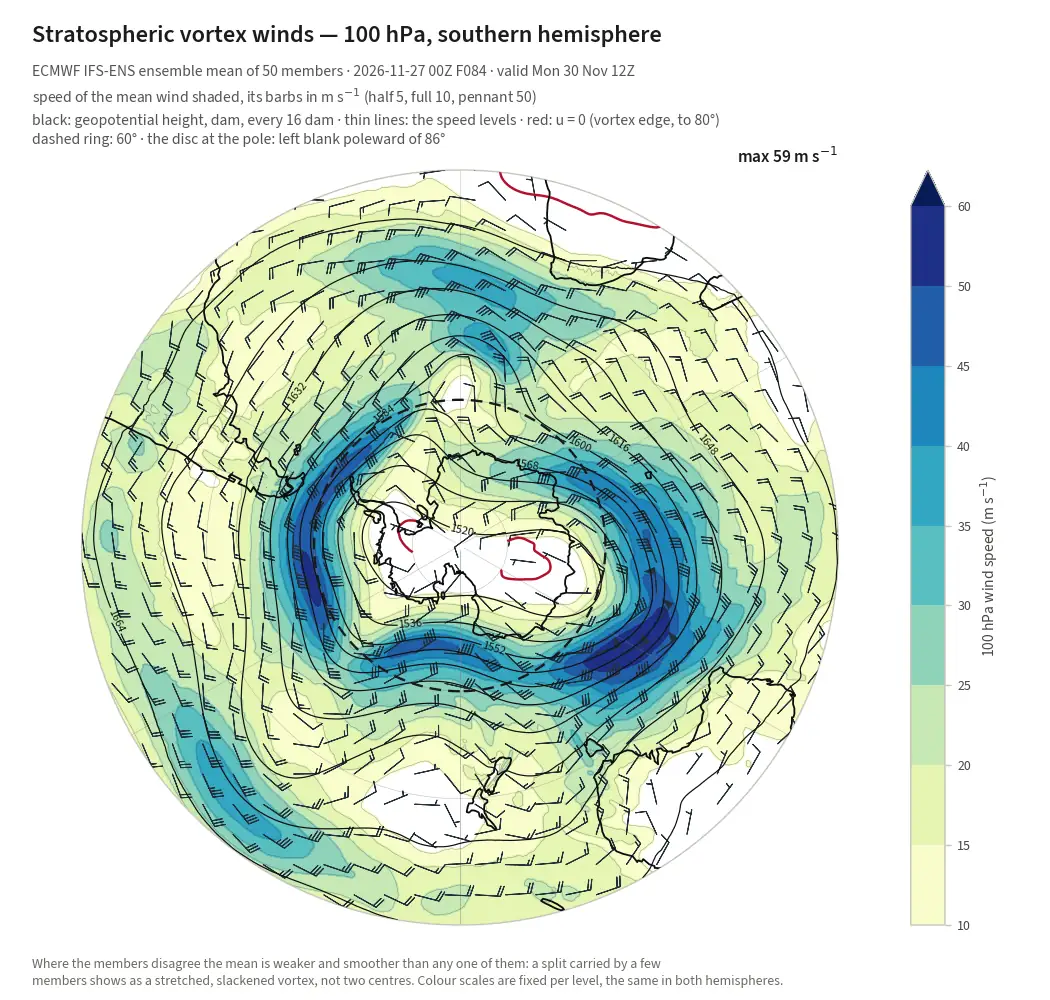 Stratospheric vortex winds — 100 hPa, southern hemisphere
ECMWF IFS-ENS ensemble mean of 50 members · 2026-11-27 00Z F084 · valid Mon 30 Nov 12Z
speed of the mean wind shaded, its barbs in m s⁻¹ (half 5, full 10, pennant 50)
black: geopotential height, dam, every 16 dam · thin lines: the speed levels · red: u = 0 (vortex edge, to 80°)
dashed ring: 60° · the disc at the pole: left blank poleward of 86°
max 59 m s⁻¹
60
50
45
40
35
30
25
20
15
10
100 hPa wind speed (m s⁻¹)
1632
1584
1600
1616
1648
1568
1520
1536
1552
1664
Where the members disagree the mean is weaker and smoother than any one of them: a split carried by a few
members shows as a stretched, slackened vortex, not two centres. Colour scales are fixed per level, the same in both hemispheres.